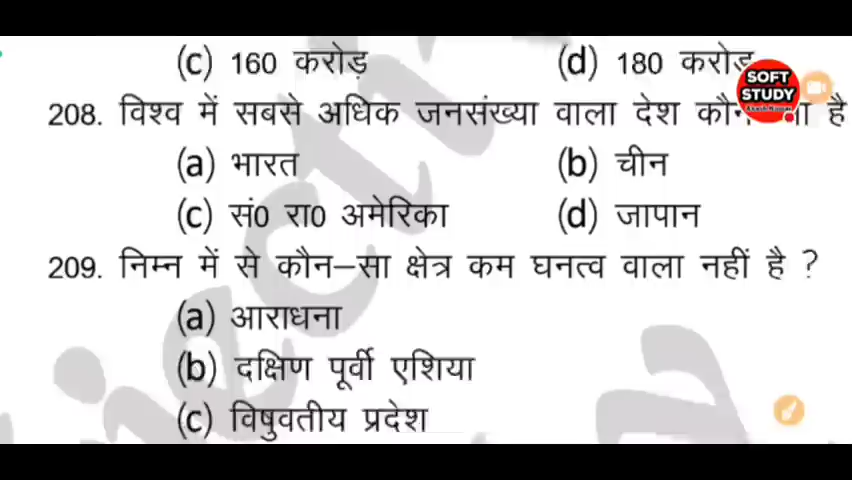 (c) 160 करोड़ (d) 180 करोड़
SOFT
STUDY
208. विश्व में सबसे अधिक जनसंख्या वाला देश है
(a) भारत (b) चीन
(c) सं0 रा0 अमेरिका (d) जापान
209. निम्न में से कौन–सा क्षेत्र कम घनत्व वाला नहीं है ?
(a) आराधना
(b) दक्षिण पूर्वी एशिया
(c) विषुवतीय प्रदेश